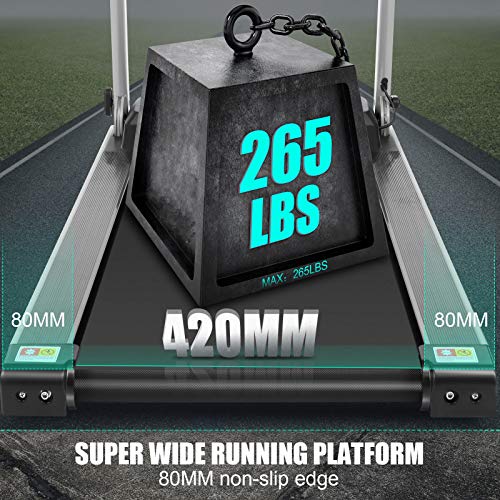 265
LBS
MAX: 265LBS
80MM
80MM
420MM
SUPER WIDE RUNNING PLATFORM
80MM non-slip edge